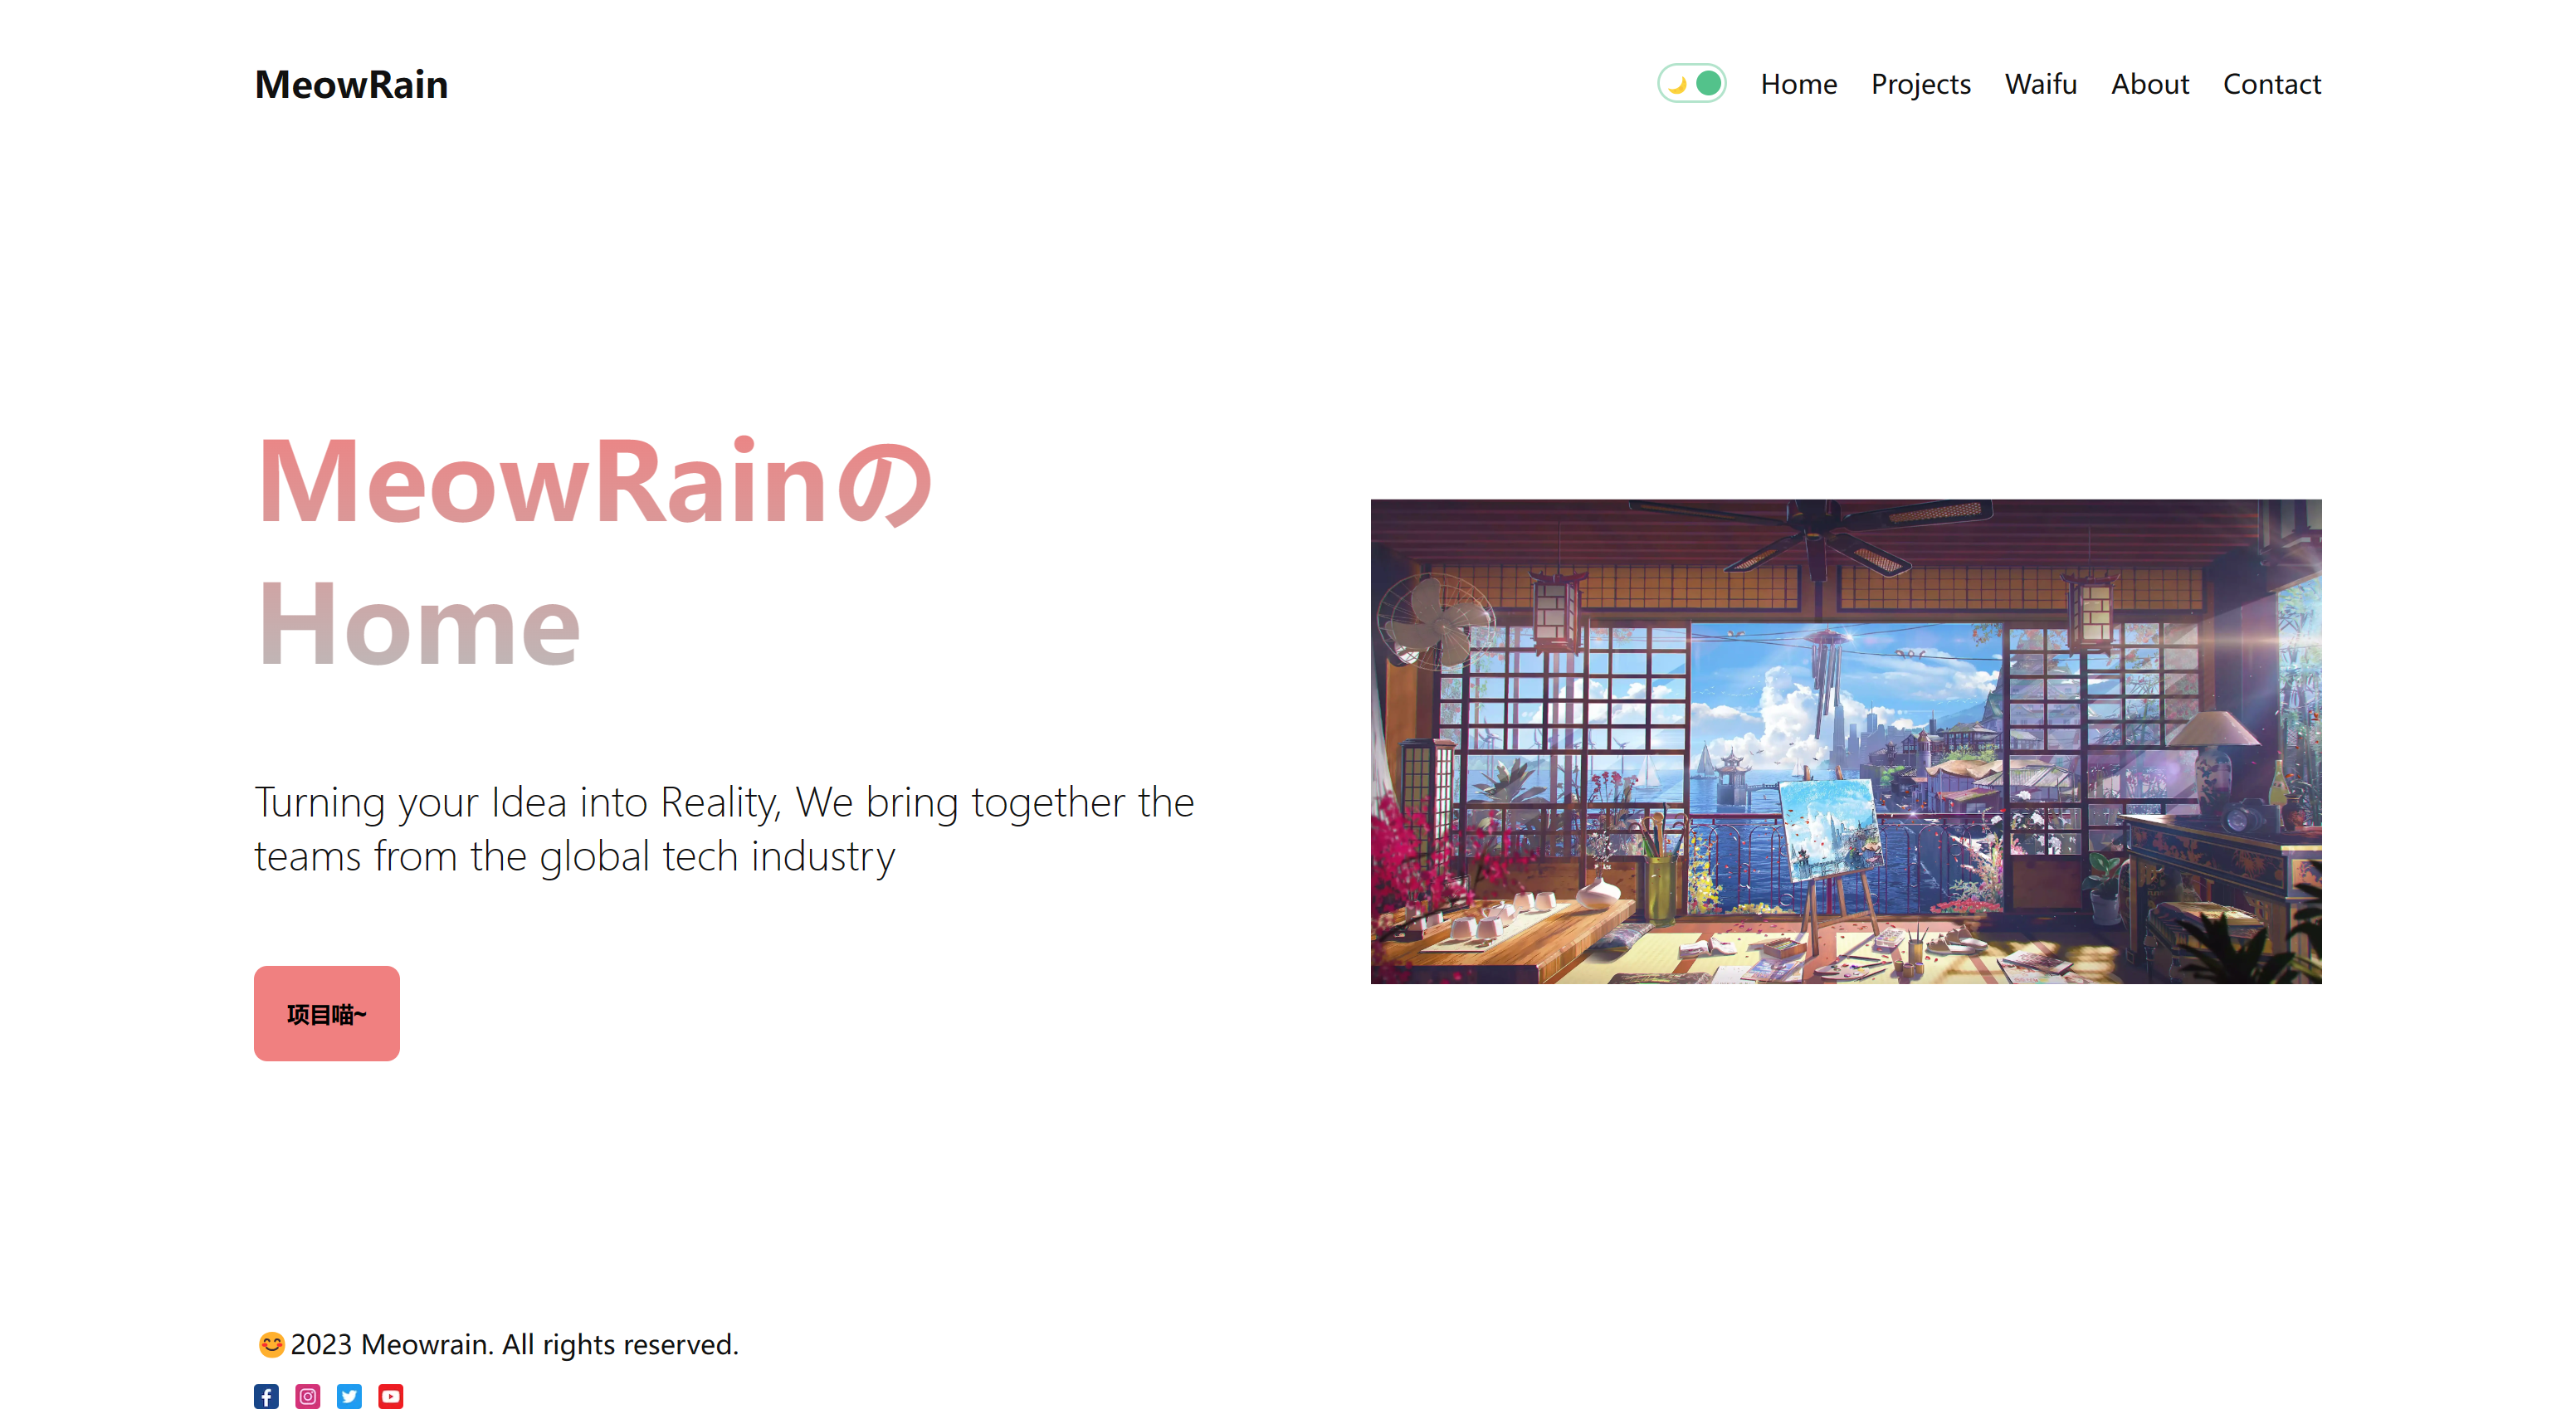 MeowRain
Home Projects Waifu About Contact
MeowRainの
Home
Turning your Idea into Reality, We bring together the
teams from the global tech industry
项目喵~
2023 Meowrain. All rights reserved.